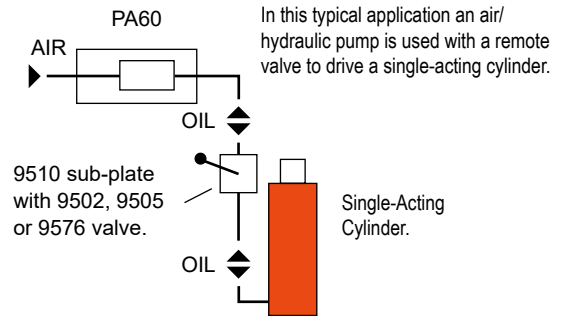 PA60
In this typical application an air/
hydraulic pump is used with a remote
valve to drive a single-acting cylinder.
AIR
OIL
9510 sub-plate
with 9502, 9505
or 9576 valve.
Single-Acting
Cylinder.
OIL